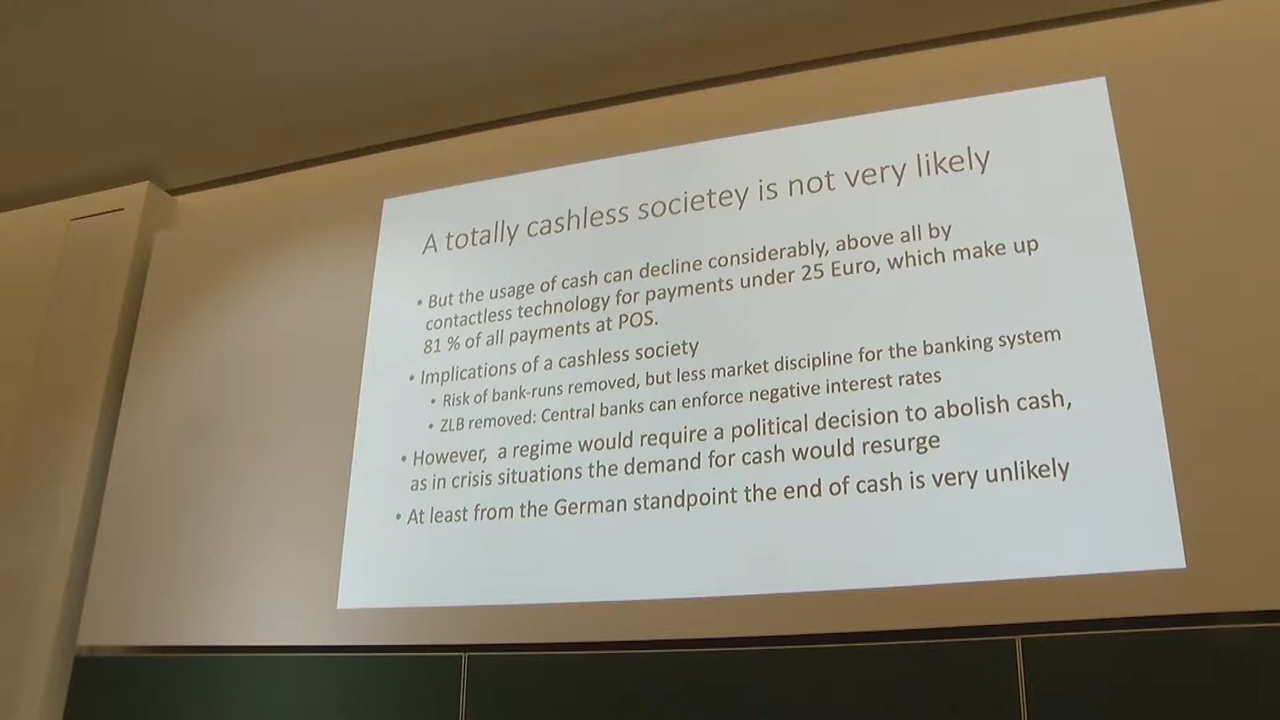 A totally cashless societey is not very likely
• But the usage of cash can decline considerably, above all by
contactless technology for payments under 25 Euro, which make up
81 % of all payments at POS.
• Implications of a cashless society
• Risk of bank-runs removed, but less market discipline for the banking system
• ZLB removed: Central banks can enforce negative interest rates
• However, a regime would require a political decision to abolish cash,
as in crisis situations the demand for cash would resurge
• At least from the German standpoint the end of cash is very unlikely